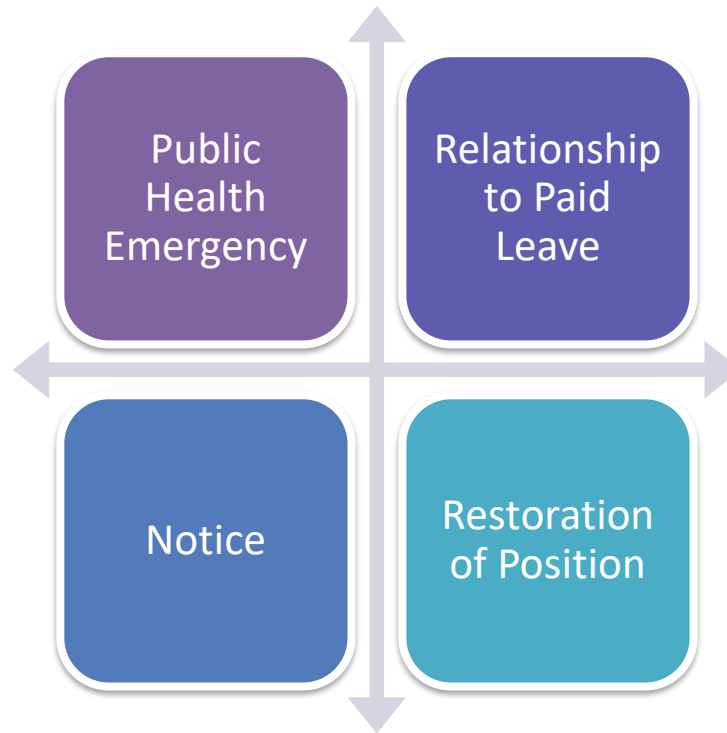 Public
Health
Emergency
Relationship
to Paid
Leave
Notice
Restoration
of Position